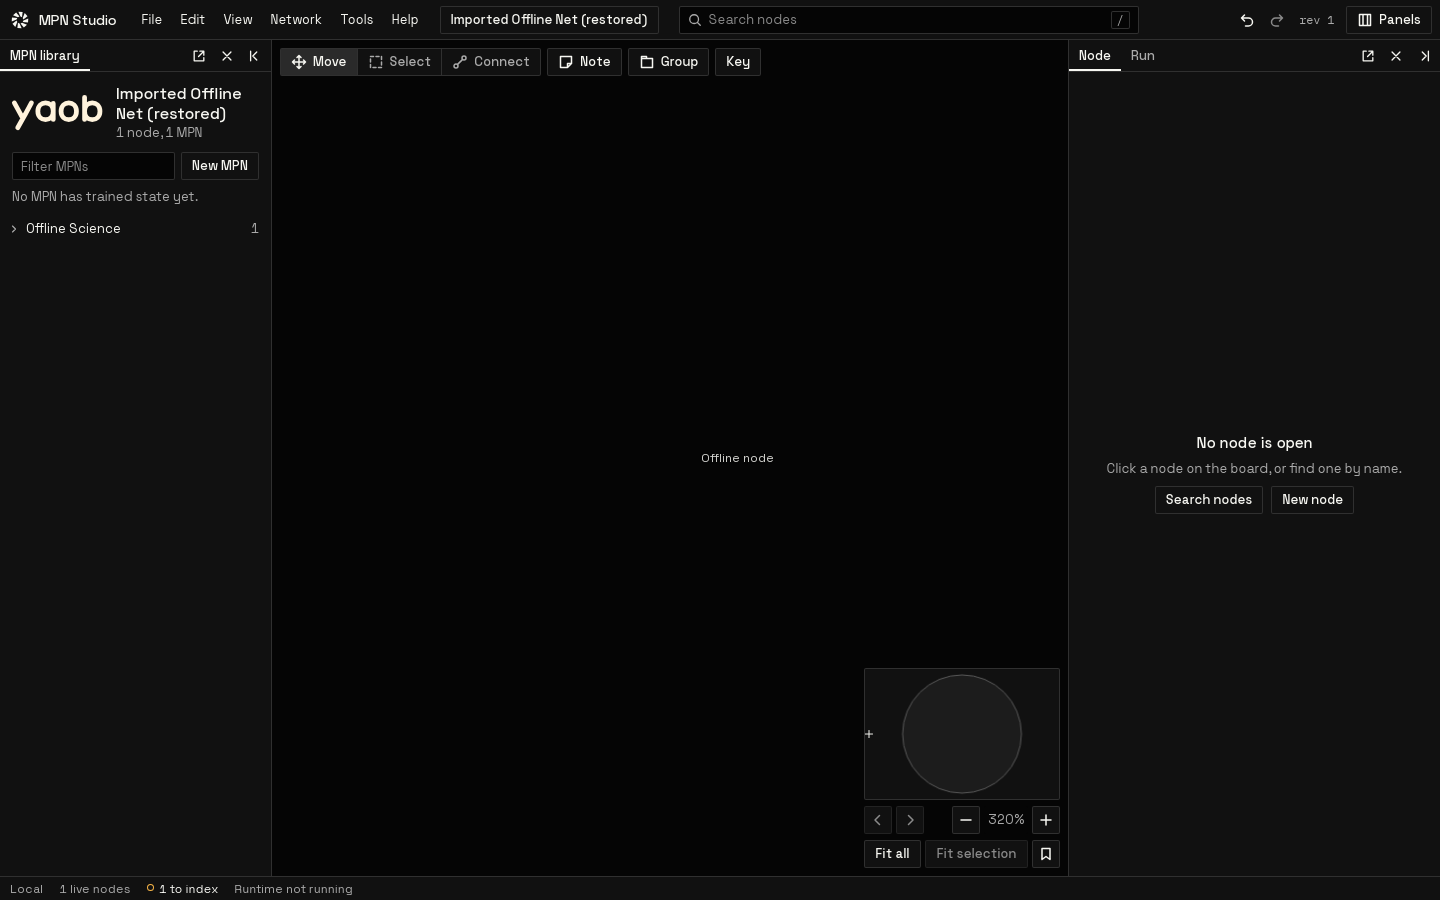 MPN Studio File Edit View Network Tools Help Imported Offline Net (restored) Search nodes / rev 1 Panels
MPN library
Move Select Connect Note Group Key
Node Run
yaob
Imported Offline
Net (restored)
1 node, 1 MPN
Filter MPNs New MPN
No MPN has trained state yet.
Offline Science 1
Offline node
No node is open
Click a node on the board, or find one by name.
Search nodes New node
320%
Fit all Fit selection
Local 1 live nodes 1 to index Runtime not running